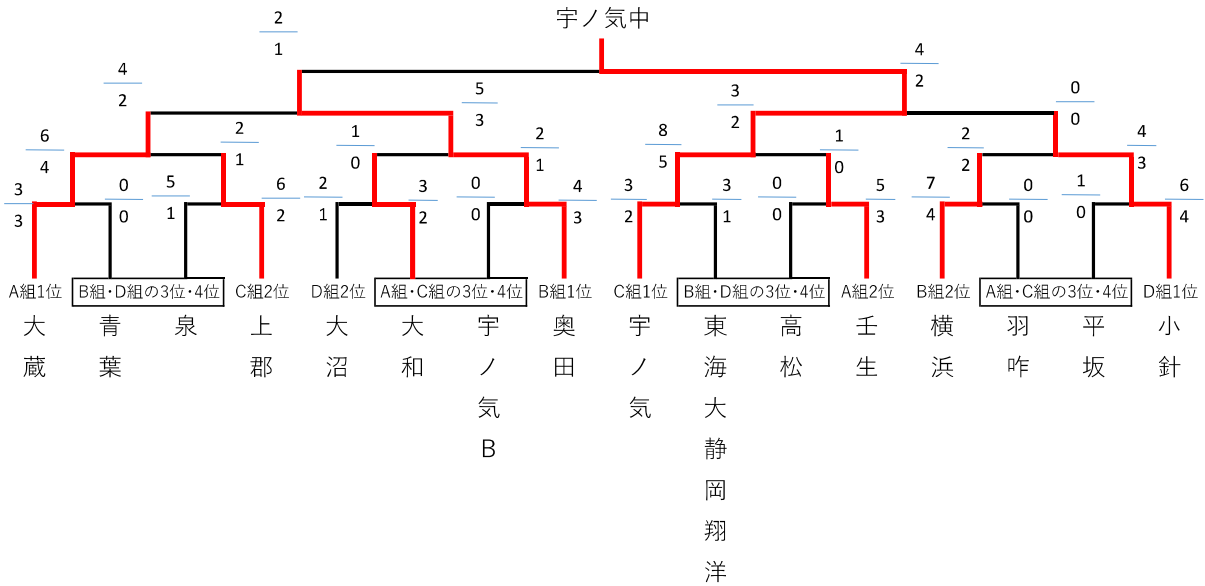 宇ノ気中
2
1
4
2
4
2
5
3
3
2
0
0
6
4
2
1
1
0
2
1
8
5
1
0
2
2
4
3
3
3
0
0
5
1
6
2
2
1
3
2
0
0
4
3
3
2
3
1
0
0
5
3
7
4
0
0
1
0
6
4
A組1位
B組・D組の3位・4位
C組2位
D組2位
A組・C組の3位・4位
B組1位
C組1位
B組・D組の3位・4位
A組2位
B組2位
A組・C組の3位・4位
D組1位
大蔵
青葉
泉
上郡
大沼
大和
宇ノ気B
奥田
宇ノ気
東海大静岡翔洋
高松
壬生
横浜
羽咋
平坂
小針